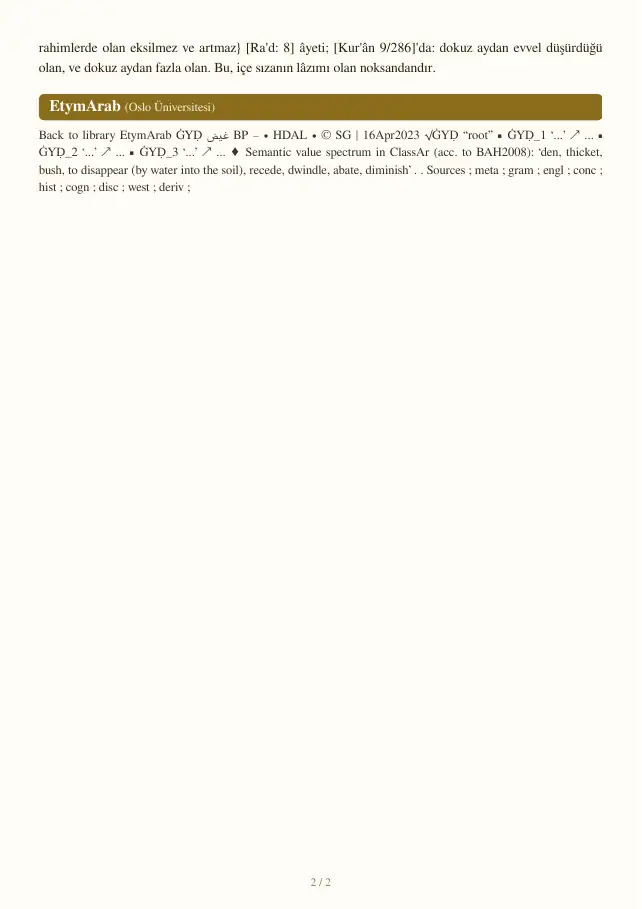 rahimlerde olan eksilmez ve artmaz} [Ra'd: 8] âyeti; [Kur'ân 9/286]'da: dokuz aydan evvel düşürdüğü
olan, ve dokuz aydan fazla olan. Bu, içe sızanın lâzımı olan noksandandır.
EtymArab (Oslo Üniversitesi)
Back to library EtymArab ĠYḌ غيض BP – • HDAL • © SG | 16Apr2023 √ĠYḌ “root” ▪ ĠYḌ_1 ‘...’ ↗ ... ▪
ĠYḌ_2 ‘...’ ↗ ... ▪ ĠYḌ_3 ‘...’ ↗ ... ♦ Semantic value spectrum in ClassAr (acc. to BAH2008): ‘den, thicket,
bush, to disappear (by water into the soil), recede, dwindle, abate, diminish’ . . Sources ; meta ; gram ; engl ; conc ;
hist ; cogn ; disc ; west ; deriv ;
2 / 2